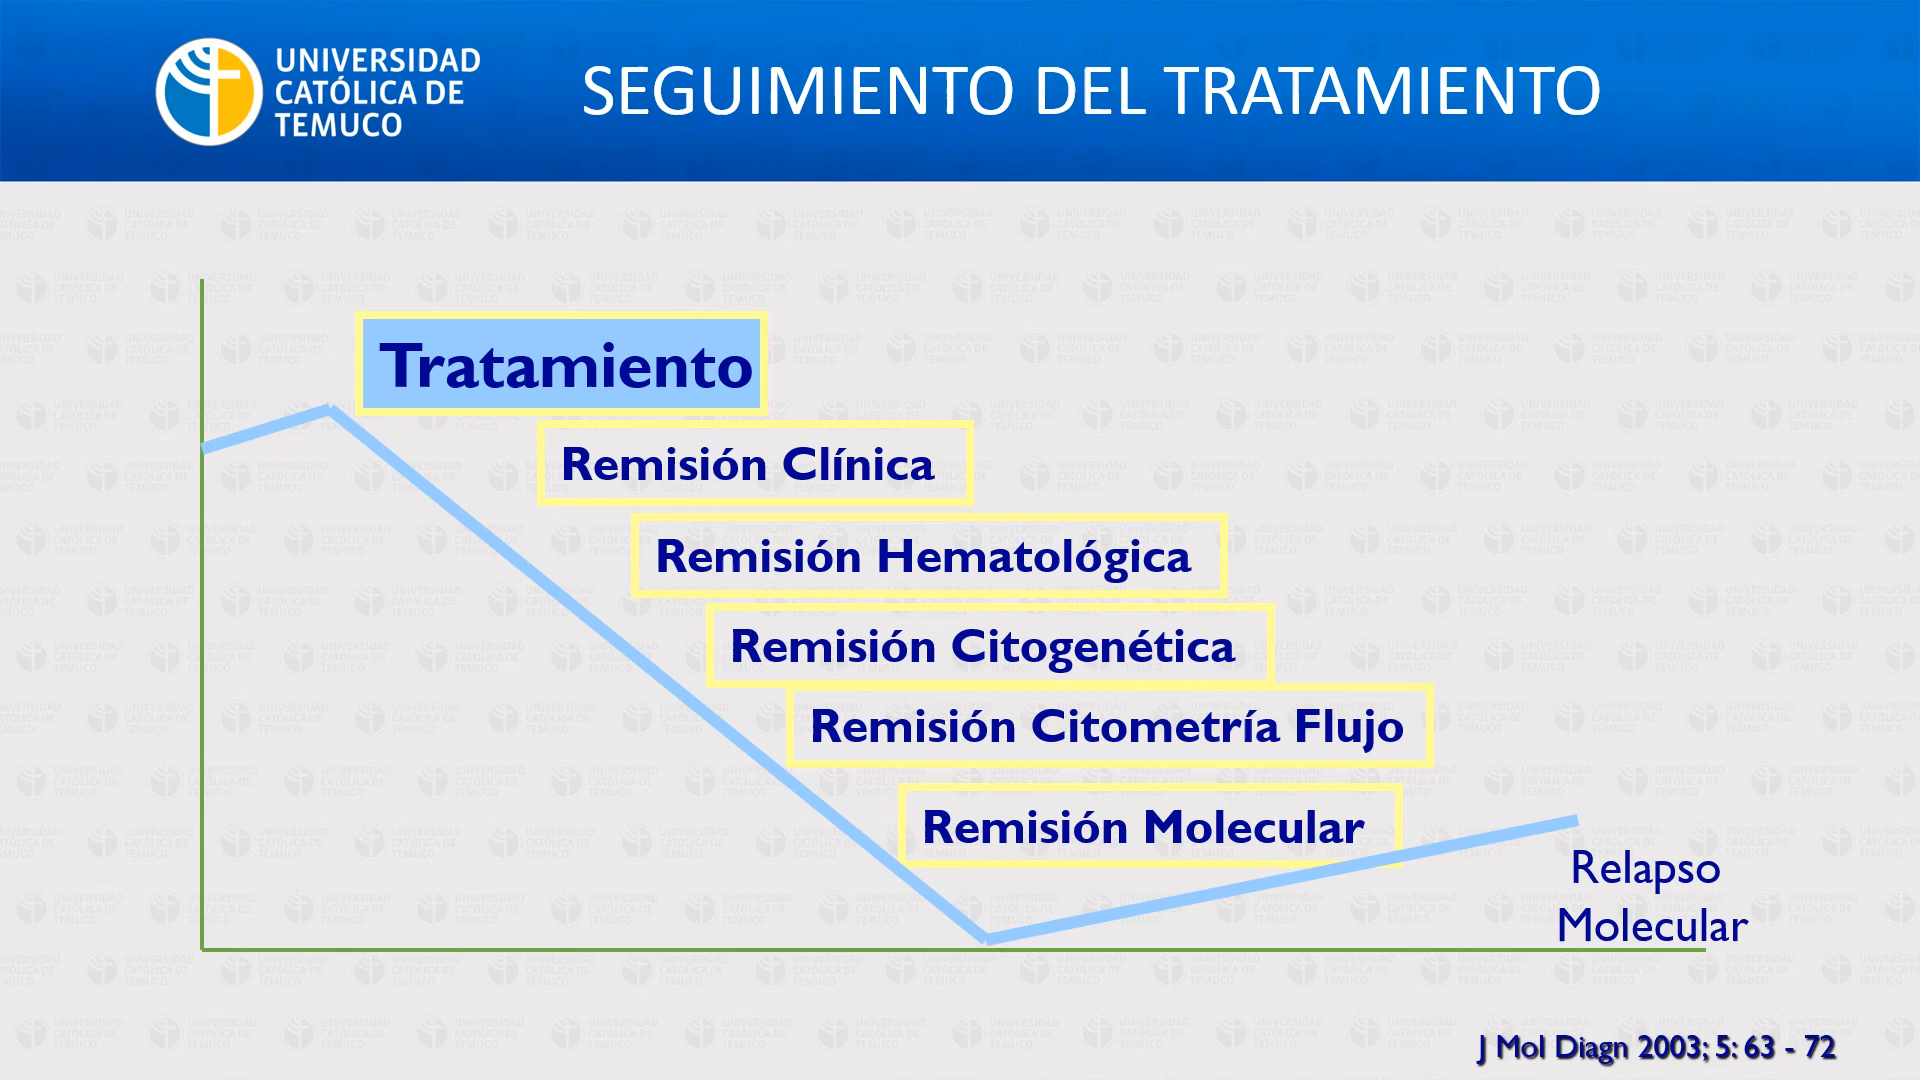 UNIVERSIDAD
CATÓLICA DE
TEMUCO
SEGUIMIENTO DEL TRATAMIENTO
Tratamiento
Remisión Clínica
Remisión Hematológica
Remisión Citogenética
Remisión Citometría Flujo
Remisión Molecular
Relapso
Molecular
J Mol Diagn 2003; 5: 63 - 72